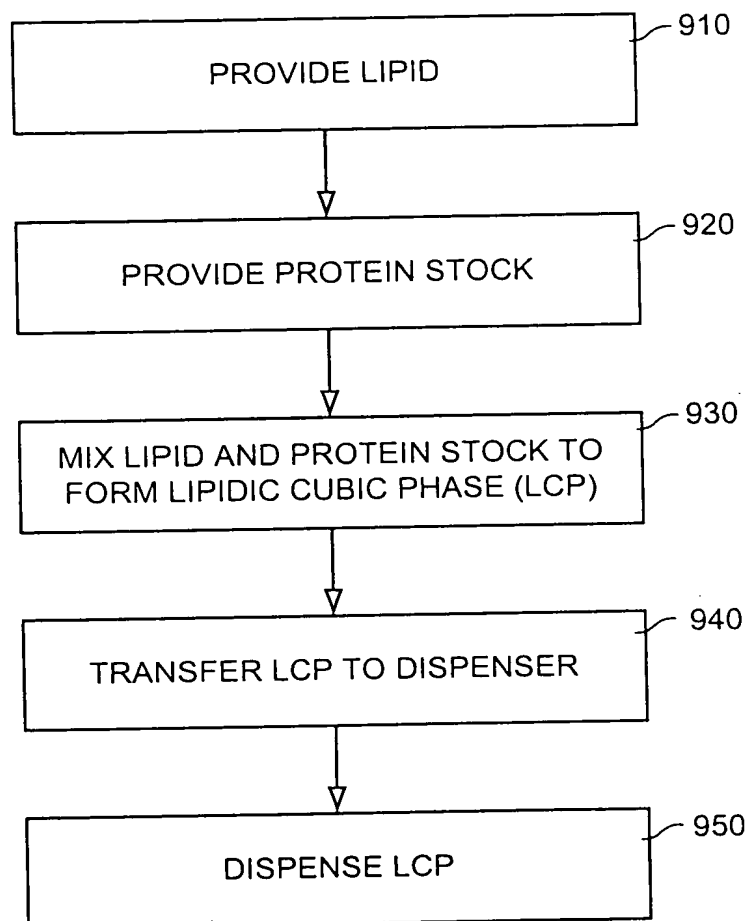 910
PROVIDE LIPID
920
PROVIDE PROTEIN STOCK
930
MIX LIPID AND PROTEIN STOCK TO
FORM LIPIDIC CUBIC PHASE (LCP)
940
TRANSFER LCP TO DISPENSER
950
DISPENSE LCP